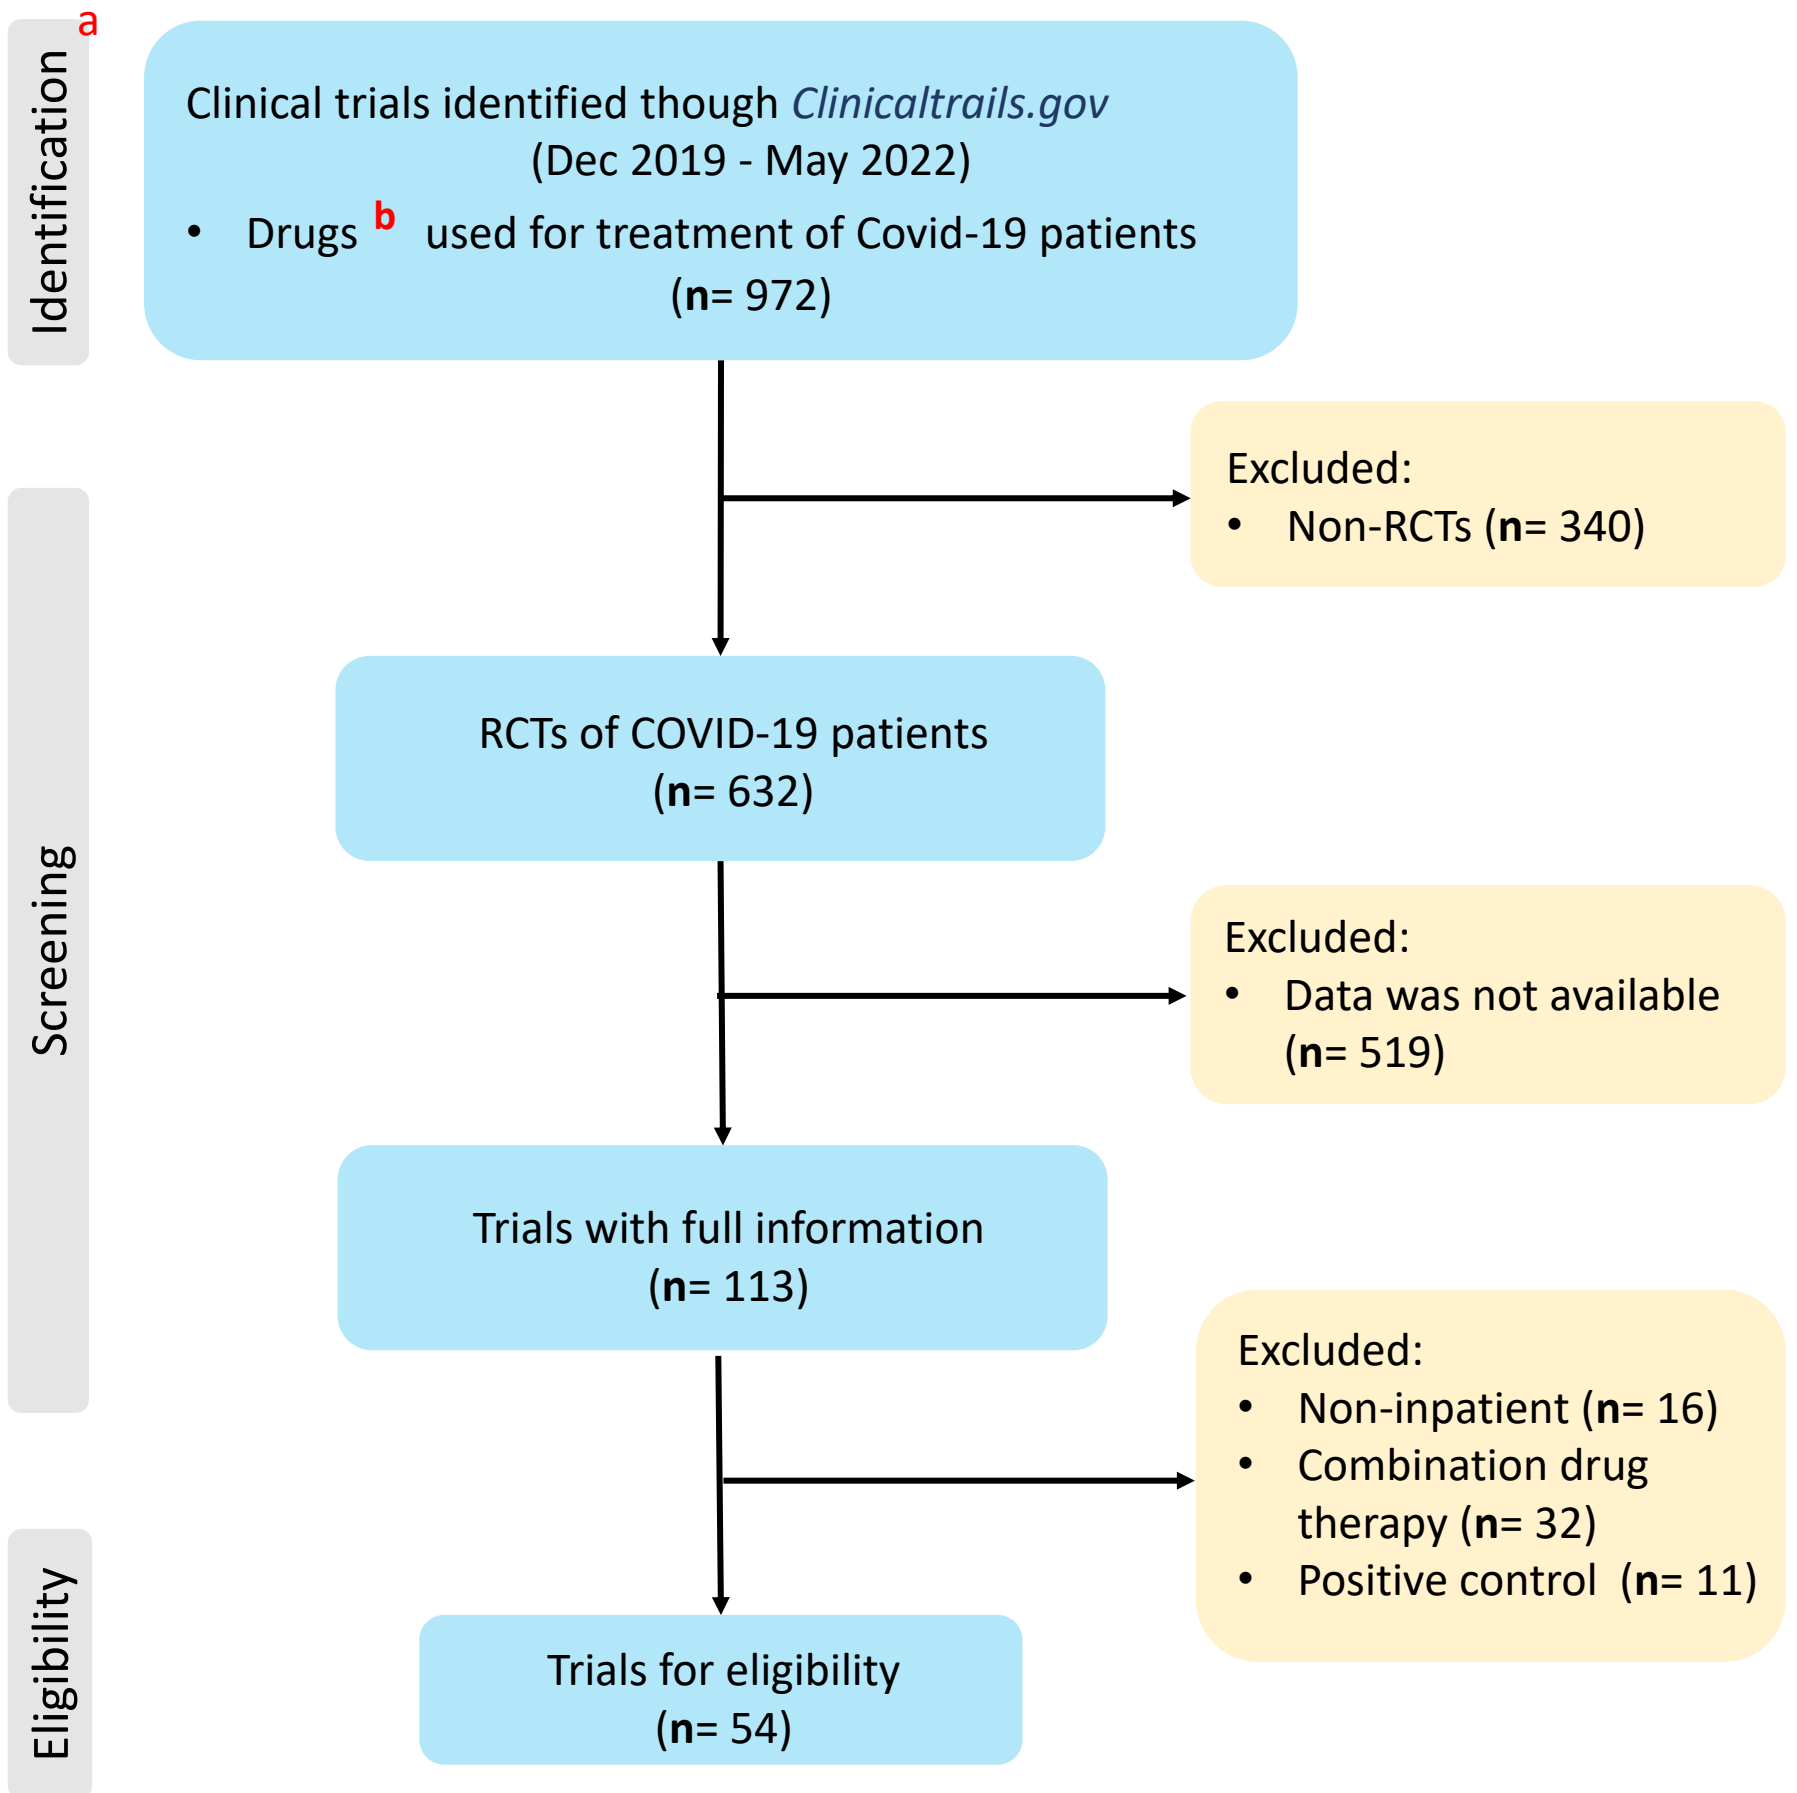 a
Identification
Clinical trials identified though Clinicaltrails.gov
(Dec 2019 - May 2022)
• Drugs b used for treatment of Covid-19 patients
(n= 972)
Excluded:
• Non-RCTs (n= 340)
Screening
RCTs of COVID-19 patients
(n= 632)
Excluded:
• Data was not available
(n= 519)
Trials with full information
(n= 113)
Excluded:
• Non-inpatient (n= 16)
• Combination drug
therapy (n= 32)
• Positive control (n= 11)
Eligibility
Trials for eligibility
(n= 54)